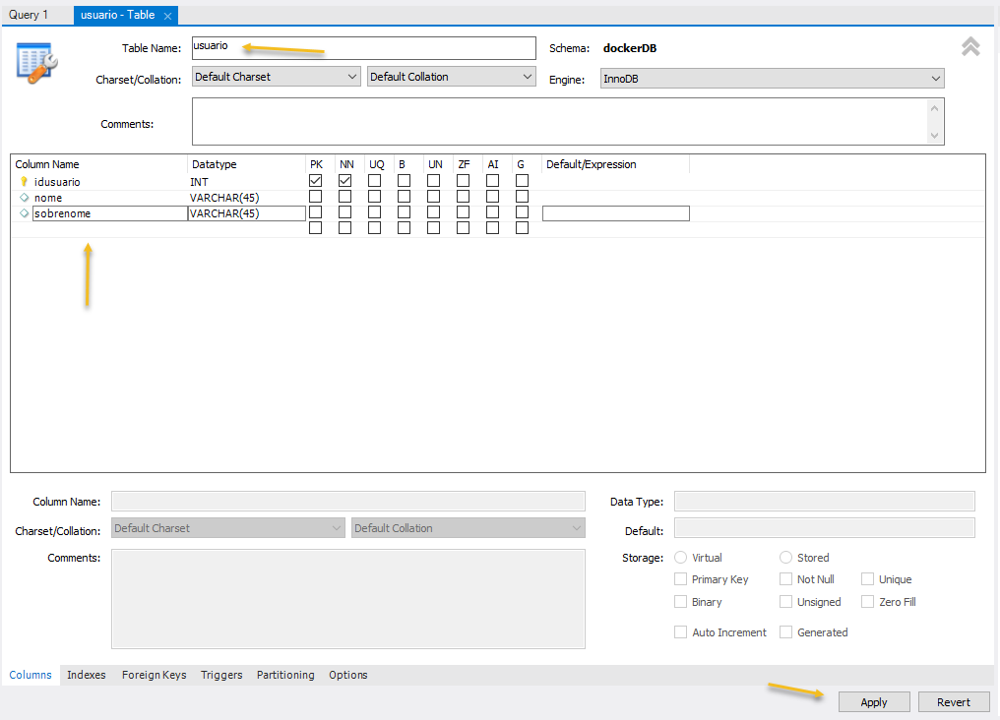 Query 1 usuario - Table
Table Name: usuario Schema: dockerDB
Charset/Collation: Default Charset Default Collation Engine: InnoDB
Comments:
Column Name Datatype PK NN UQ B UN ZF AI G Default/Expression
idusuario INT
nome VARCHAR(45)
sobrenome VARCHAR(45)
Column Name: Data Type:
Charset/Collation: Default Charset Default Collation Default:
Comments: Storage: Virtual Stored
Primary Key Not Null Unique
Binary Unsigned Zero Fill
Auto Increment Generated
Columns Indexes Foreign Keys Triggers Partitioning Options
Apply Revert